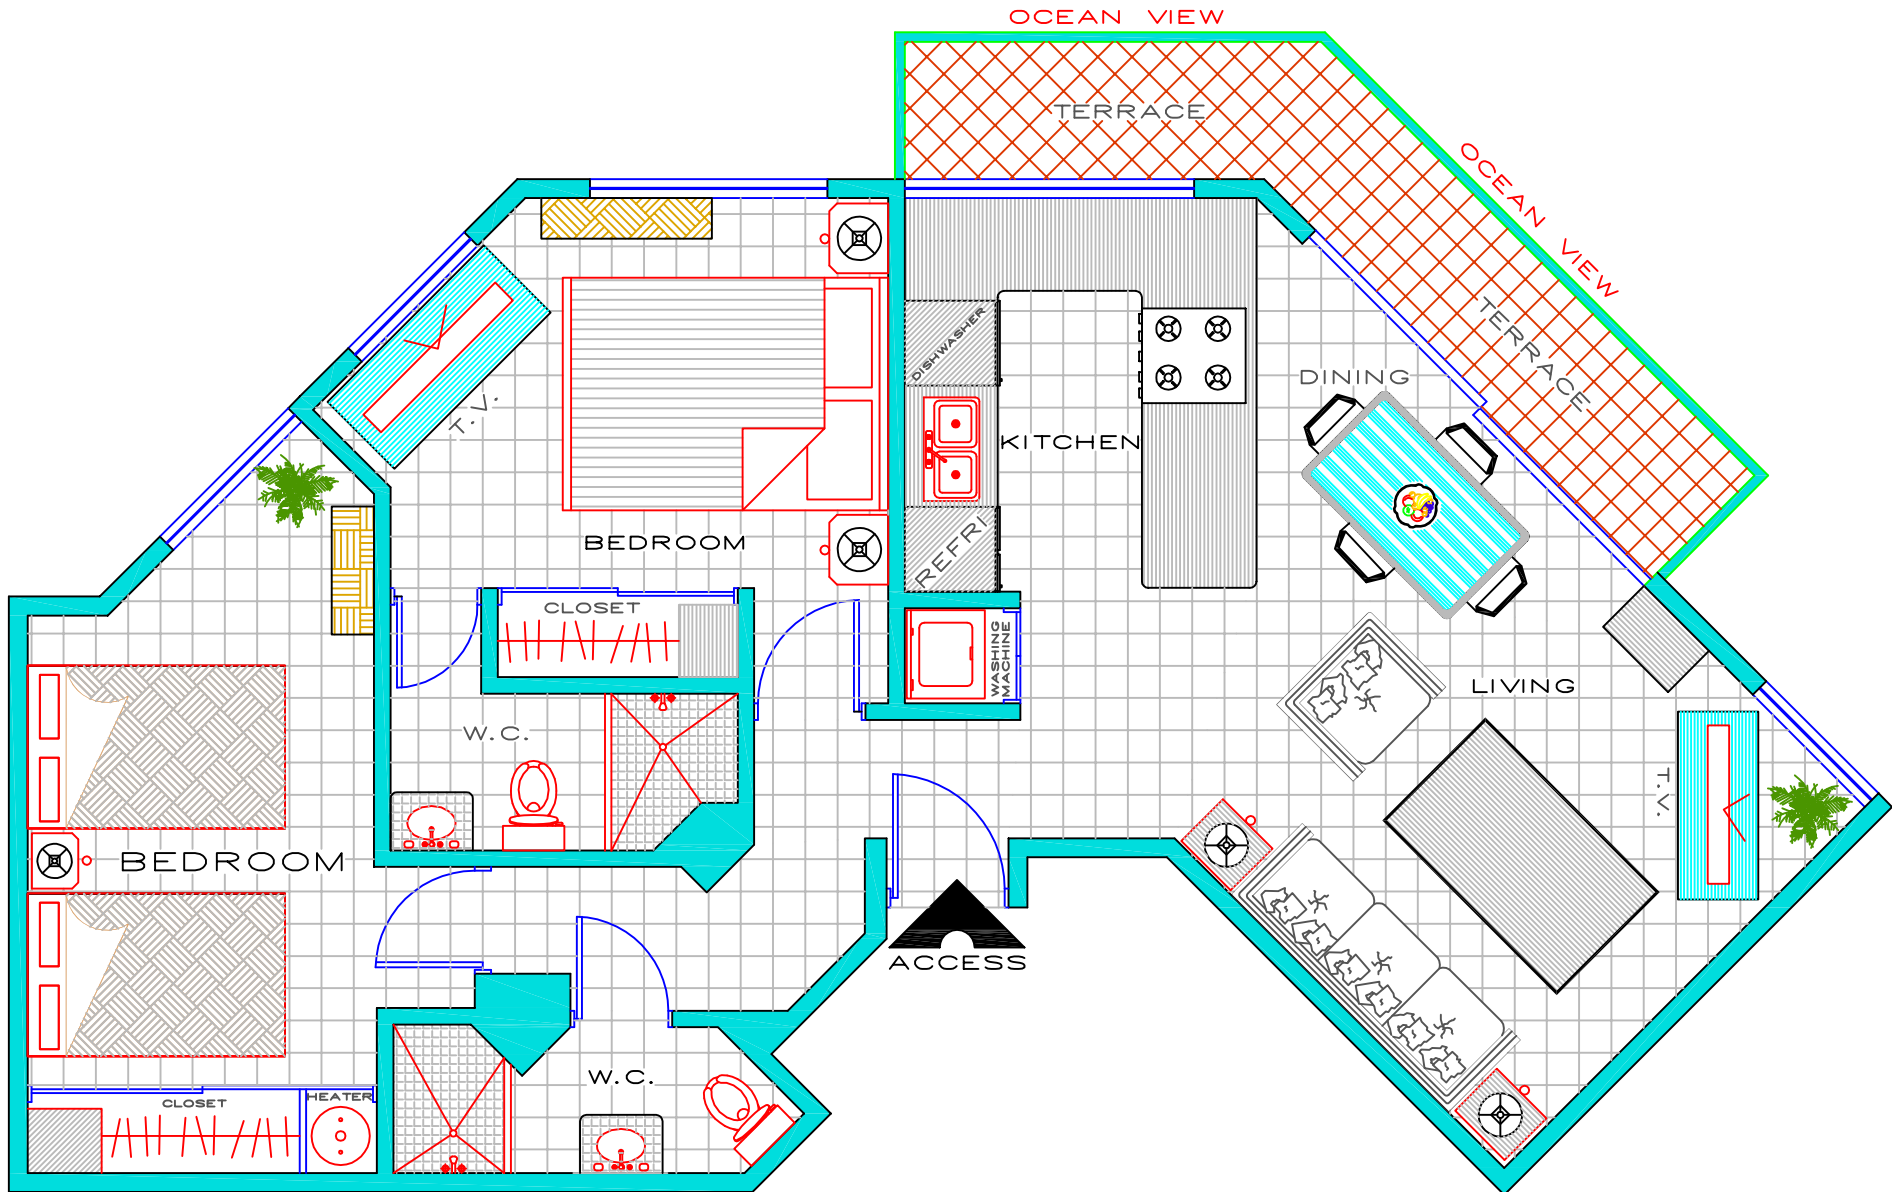 OCEAN VIEW
TERRACE
OCEAN VIEW
TERRACE
DISHWASHER
DINING
T.V.
KITCHEN
REFRI
BEDROOM
CLOSET
WASHING
MACHINE
LIVING
W.C.
T.V.
BEDROOM
ACCESS
W.C.
CLOSET
HEATER